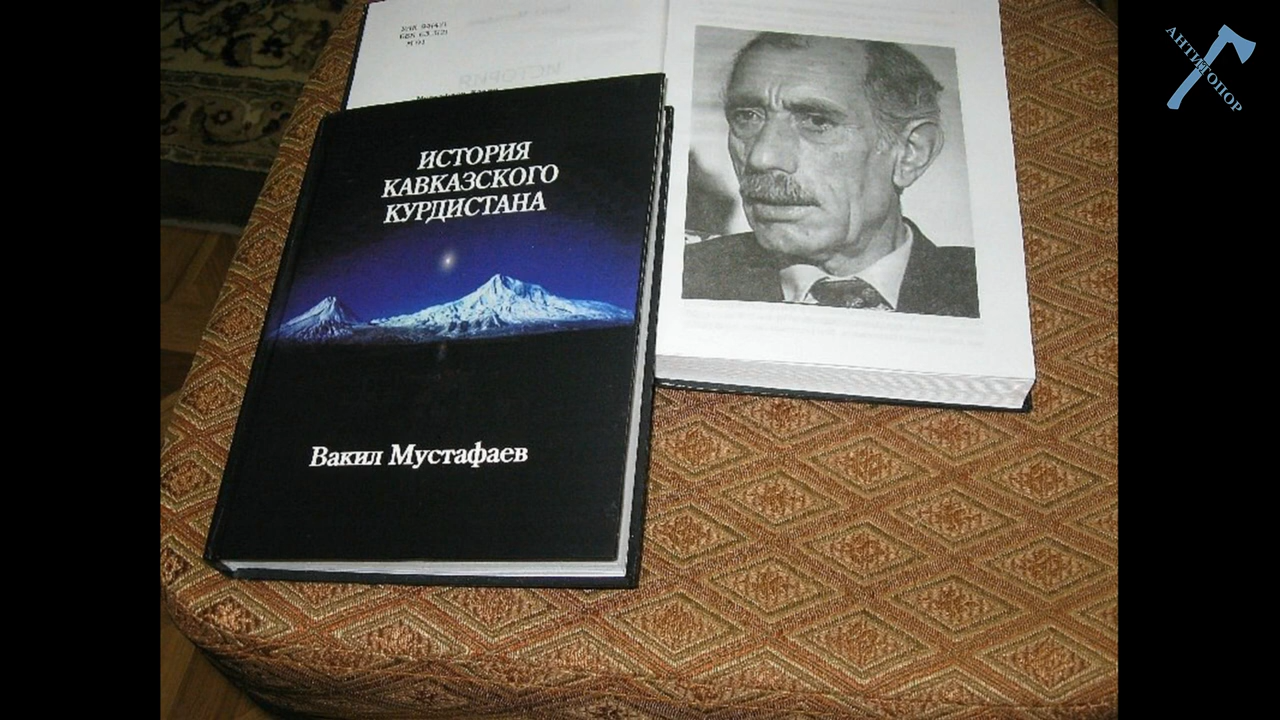 ИСТОРИЯ
КАВКАЗСКОГО
КУРДИСТАНА
Вакил Мустафаев
АНТИТОПОР